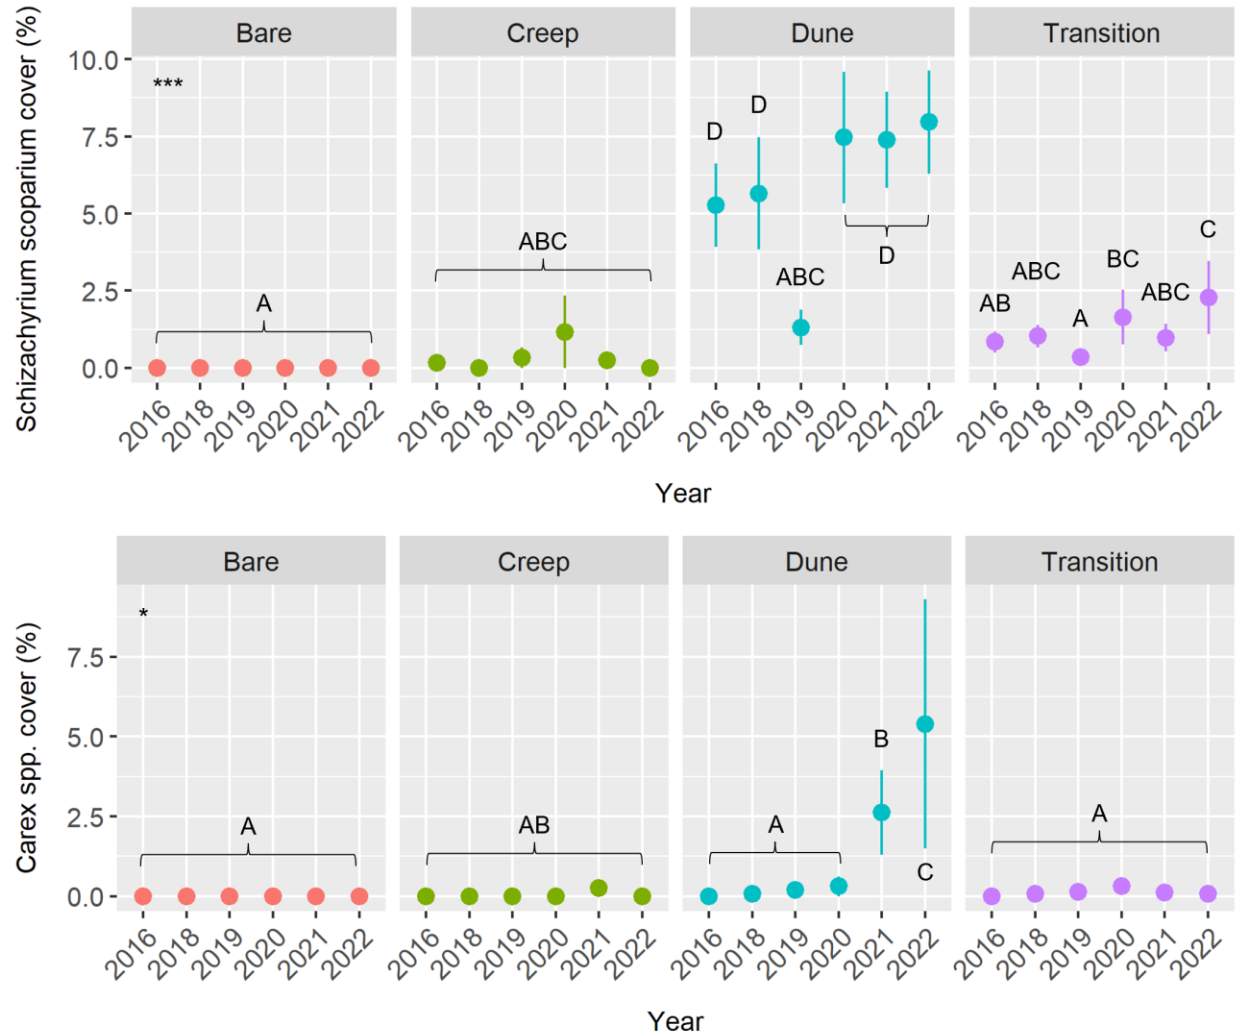 Schizachyrium scoparium cover (%)
Bare Creep Dune Transition
10.0
7.5
5.0
2.5
0.0
***
A
ABC
D
D
ABC
D
AB
ABC
A
BC
ABC
C
2016 2018 2019 2020 2021 2022 2016 2018 2019 2020 2021 2022 2016 2018 2019 2020 2021 2022 2016 2018 2019 2020 2021 2022
Year
Carex spp. cover (%)
Bare Creep Dune Transition
7.5
5.0
2.5
0.0
*
A
AB
A
B
C
A
2016 2018 2019 2020 2021 2022 2016 2018 2019 2020 2021 2022 2016 2018 2019 2020 2021 2022 2016 2018 2019 2020 2021 2022
Year